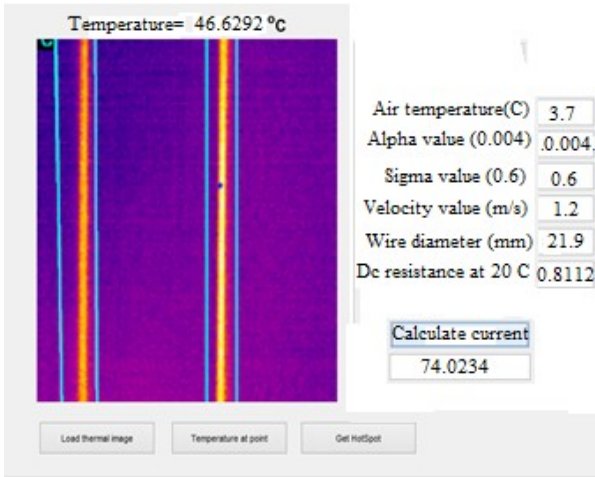 Temperature= 46.6292 °C
C
Air temperature(C) 3.7
Alpha value (0.004) .0.004.
Sigma value (0.6) 0.6
Velocity value (m/s) 1.2
Wire diameter (mm) 21.9
Dc resistance at 20 C 0.8112
Calculate current
74.0234
Load thermal image Temperature at point Get HotSpot